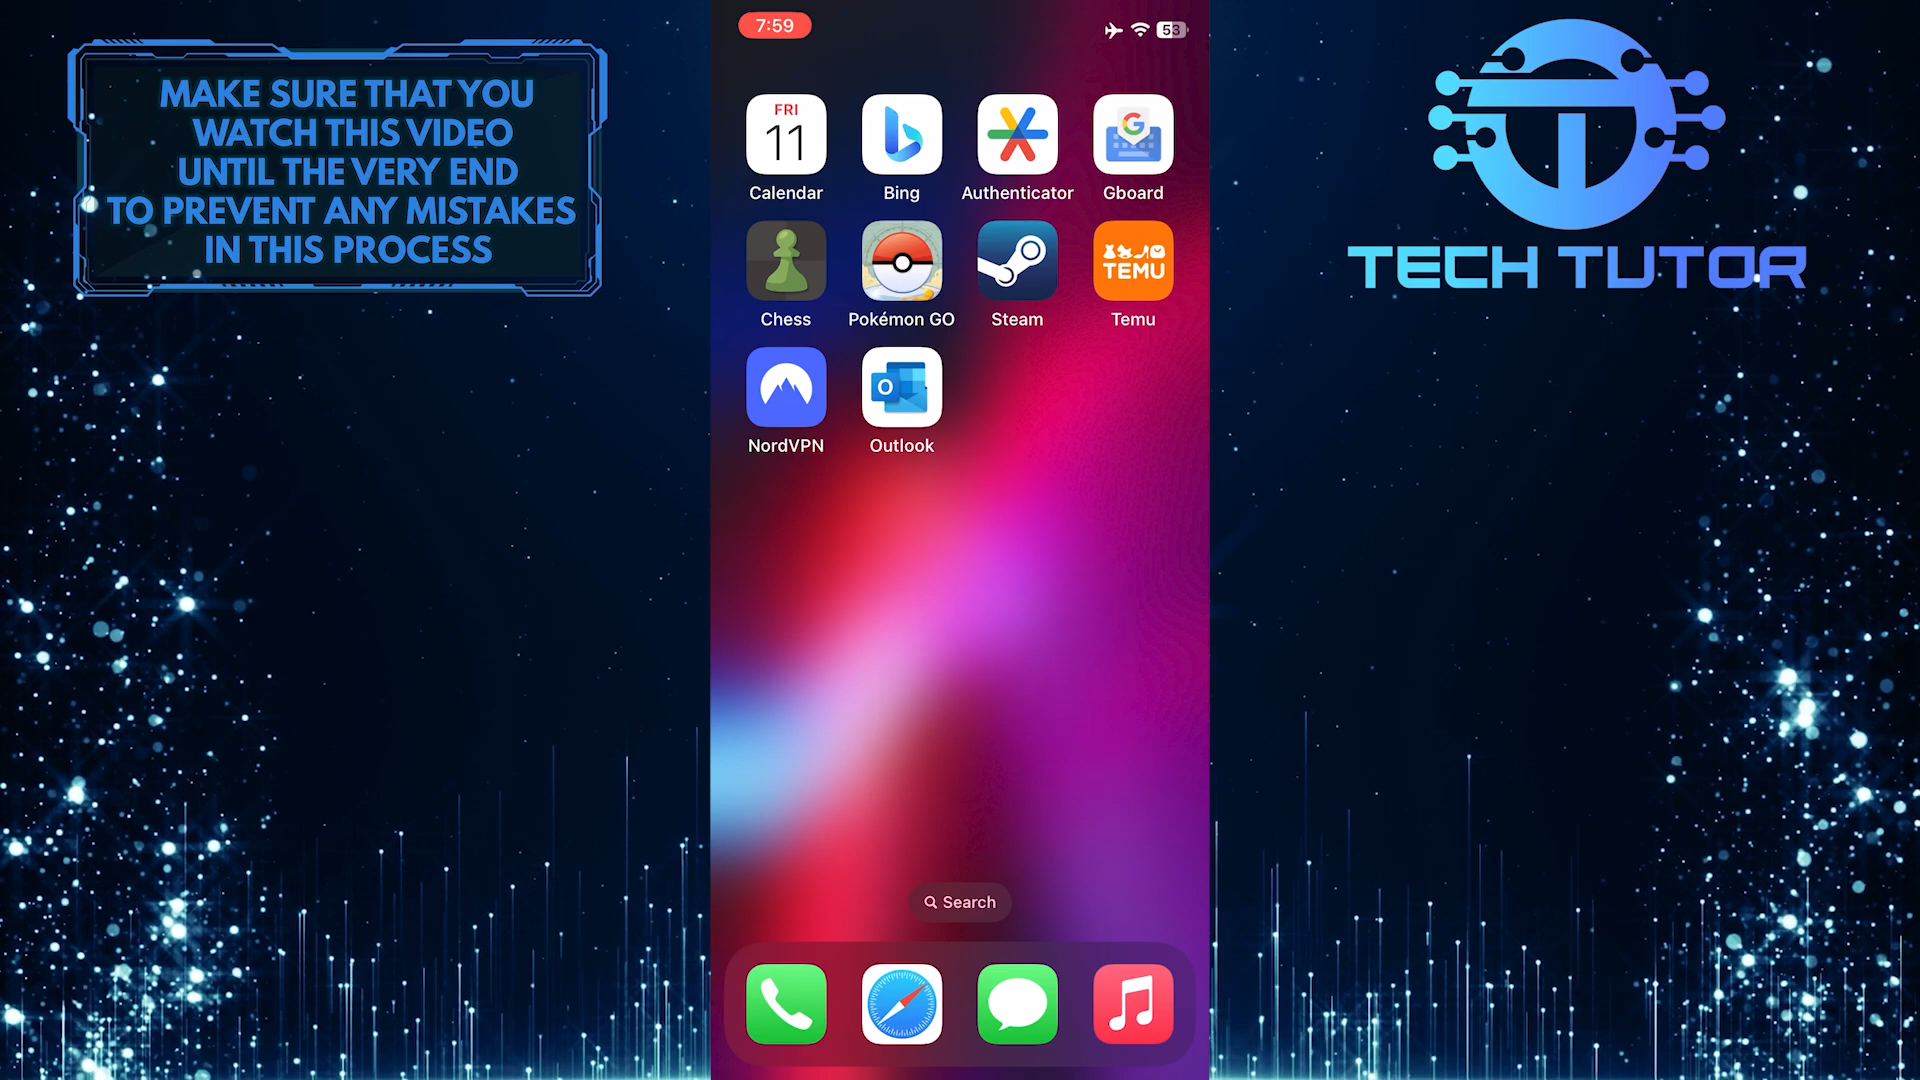 MAKE SURE THAT YOU
WATCH THIS VIDEO
UNTIL THE VERY END
TO PREVENT ANY MISTAKES
IN THIS PROCESS
7:59
53
FRI
11
Calendar
Bing
Authenticator
G
Gboard
Chess
Pokémon GO
Steam
TEMU
Temu
NordVPN
O
Outlook
Search
TECH TUTOR